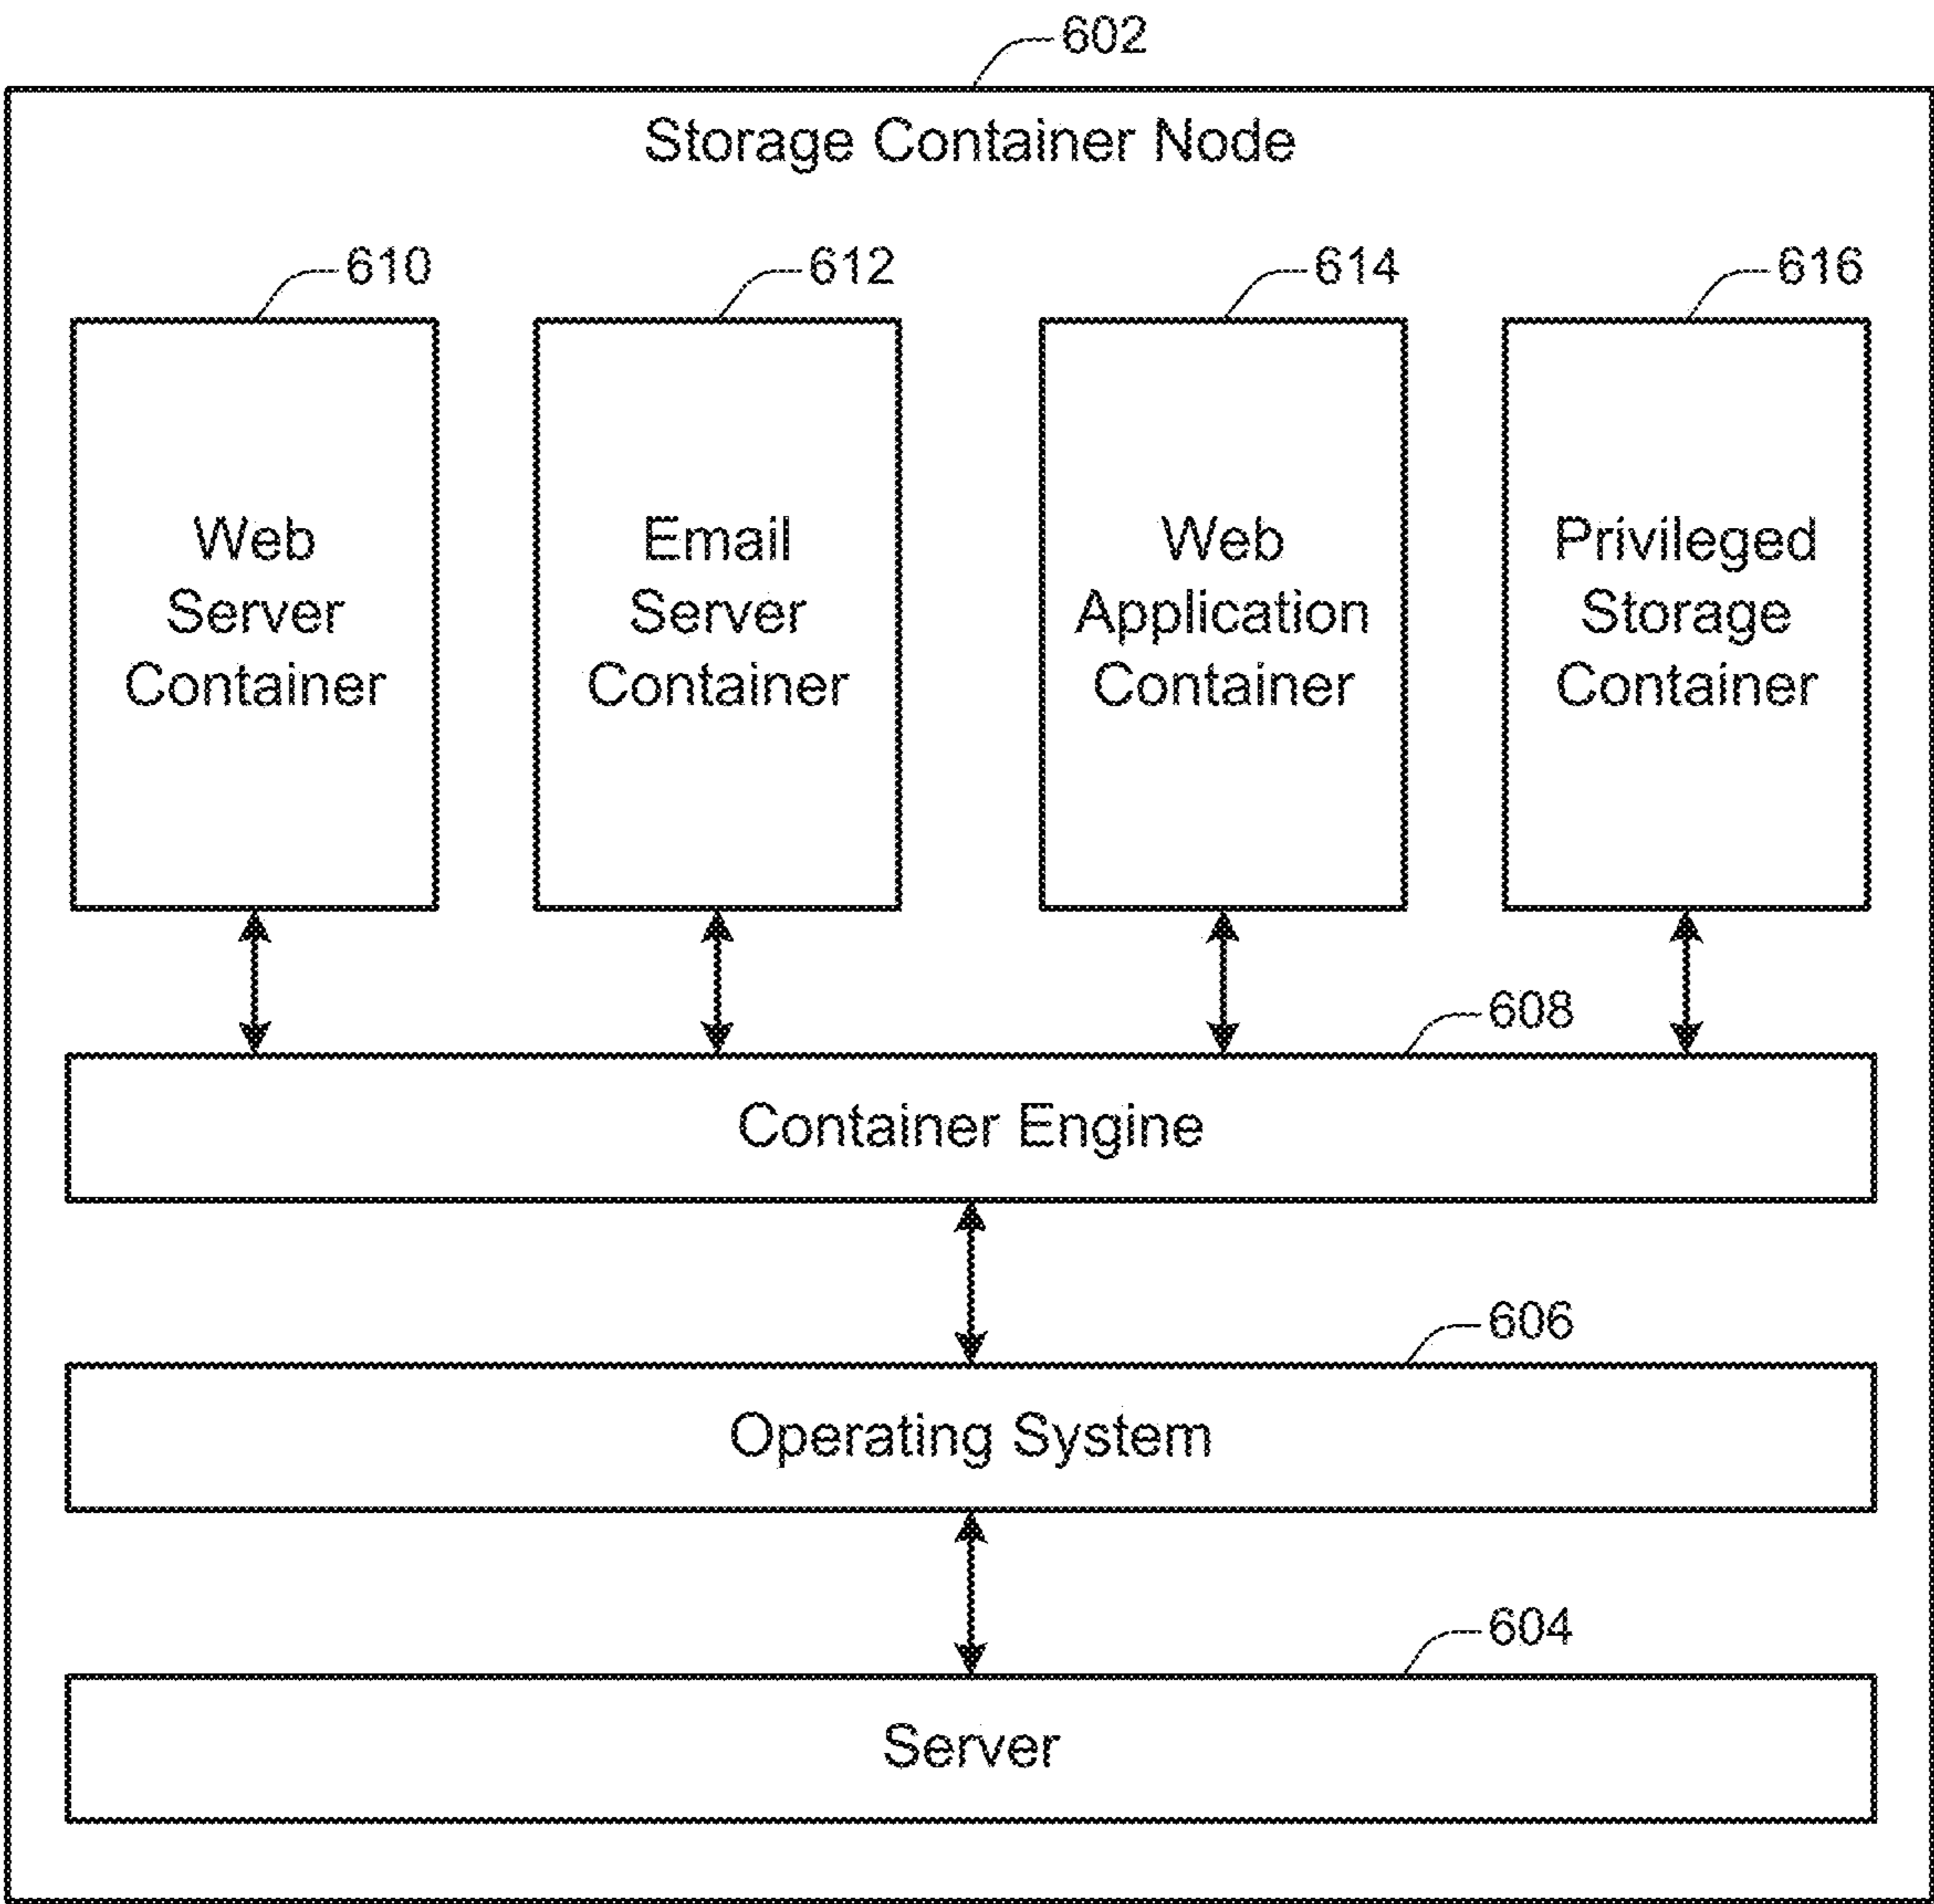 602
Storage Container Node
610
612
614
616
Web
Server
Container
Email
Server
Container
Web
Application
Container
Privileged
Storage
Container
608
Container Engine
606
Operating System
604
Server